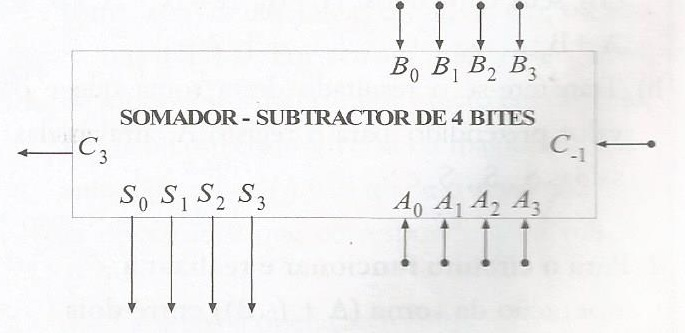 B0 B1 B2 B3
SOMADOR - SUBTRACTOR DE 4 BITES
C3 C-1
S0 S1 S2 S3 A0 A1 A2 A3